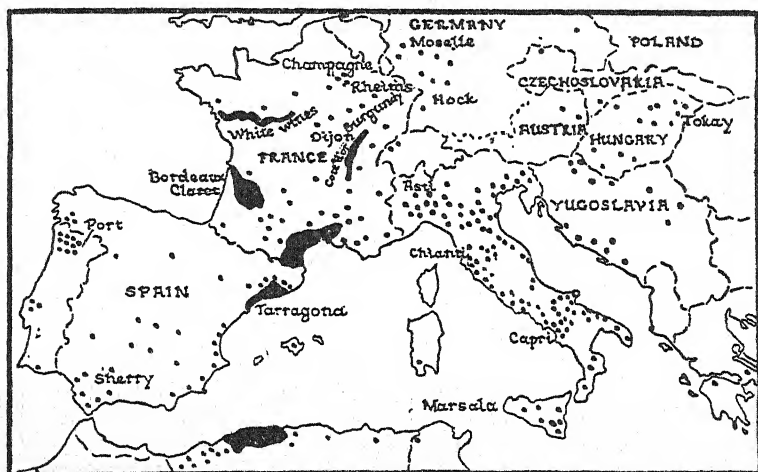 GERMANY
Moselle
POLAND
Champagne
Rheims
CZECHOSLOVAKIA
Hock
White Wines
Dijon
Burgundy
AUSTRIA
HUNGARY
Tokay
FRANCE
Bordeaux
Claret
Asti
YUGOSLAVIA
Port
Chianti
SPAIN
Tarragona
Capri
Sherry
Marsala